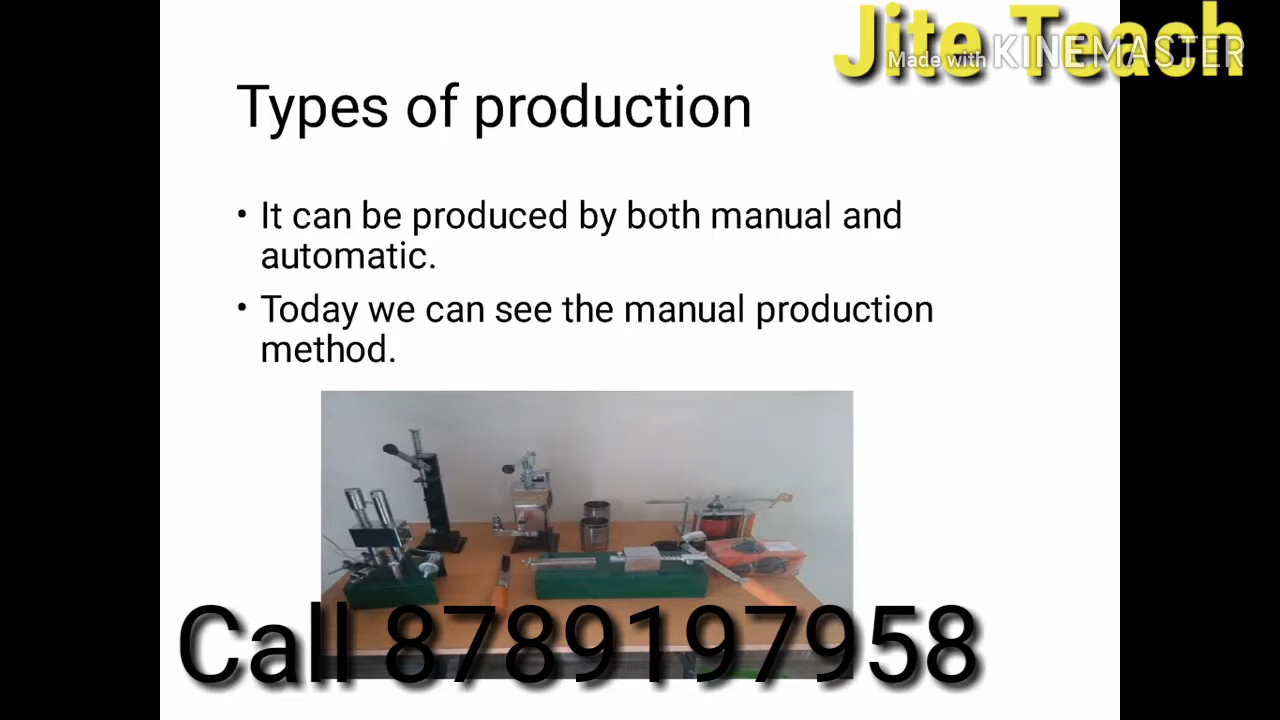 Jite Teach
Made with KINEMASTER
Types of production
• It can be produced by both manual and
automatic.
• Today we can see the manual production
method.
Call 8789197958